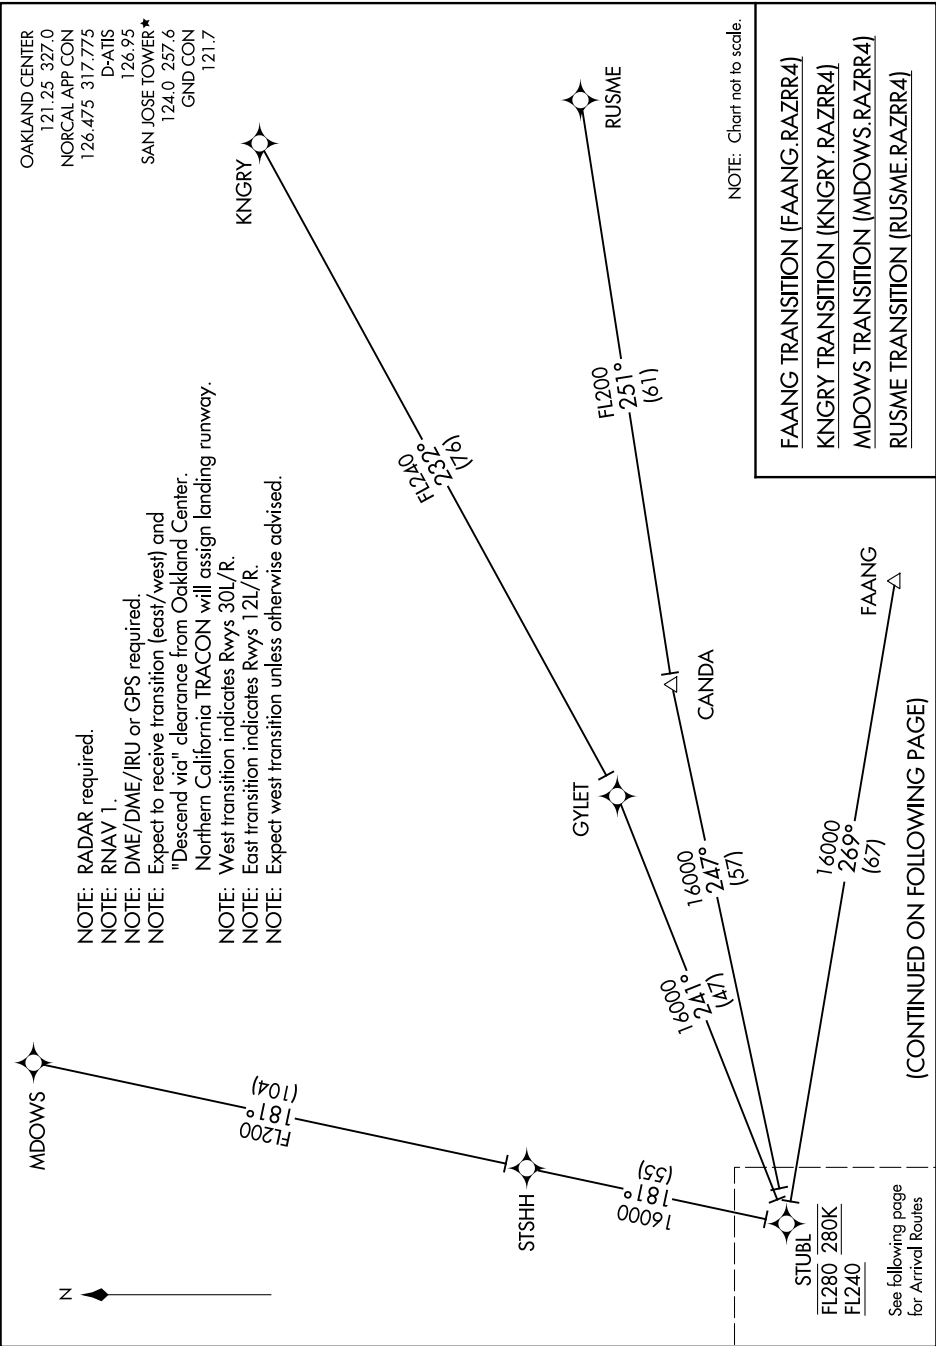 OAKLAND CENTER
121.25 327.0
NORCAL APP CON
126.475 317.775
D-ATIS
126.95
SAN JOSE TOWER★
124.0 257.6
GND CON
121.7
NOTE: RADAR required.
NOTE: RNAV 1.
NOTE: DME/DME/IRU or GPS required.
NOTE: Expect to receive transition (east/west) and
"Descend via" clearance from Oakland Center.
Northern California TRACON will assign landing runway.
NOTE: West transition indicates Rwys 30L/R.
NOTE: East transition indicates Rwys 12L/R.
NOTE: Expect west transition unless otherwise advised.
N
MDOWS
FL200
181°
(104)
STSHH
16000
181°
(55)
KNGRY
FL240
232°
(76)
GYLET
16000
241°
(47)
RUSME
FL200
251°
(61)
CANDA
16000
247°
(57)
FAANG
16000
269°
(67)
STUBL
FL280 280K
FL240
See following page
for Arrival Routes
(CONTINUED ON FOLLOWING PAGE)
NOTE: Chart not to scale.
FAANG TRANSITION (FAANG.RAZRR4)
KNGRY TRANSITION (KNGRY.RAZRR4)
MDOWS TRANSITION (MDOWS.RAZRR4)
RUSME TRANSITION (RUSME.RAZRR4)